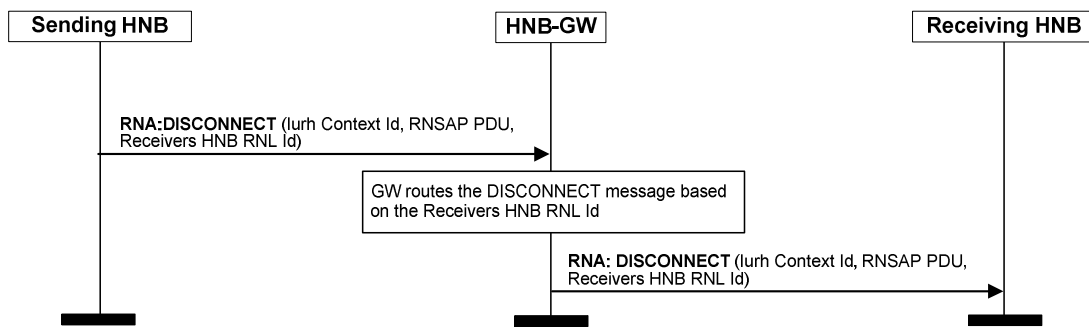 Sending HNB
HNB-GW
Receiving HNB
RNA:DISCONNECT (Iurh Context Id, RNSAP PDU,
Receivers HNB RNL Id)
GW routes the DISCONNECT message based
on the Receivers HNB RNL Id
RNA: DISCONNECT (Iurh Context Id, RNSAP PDU,
Receivers HNB RNL Id)